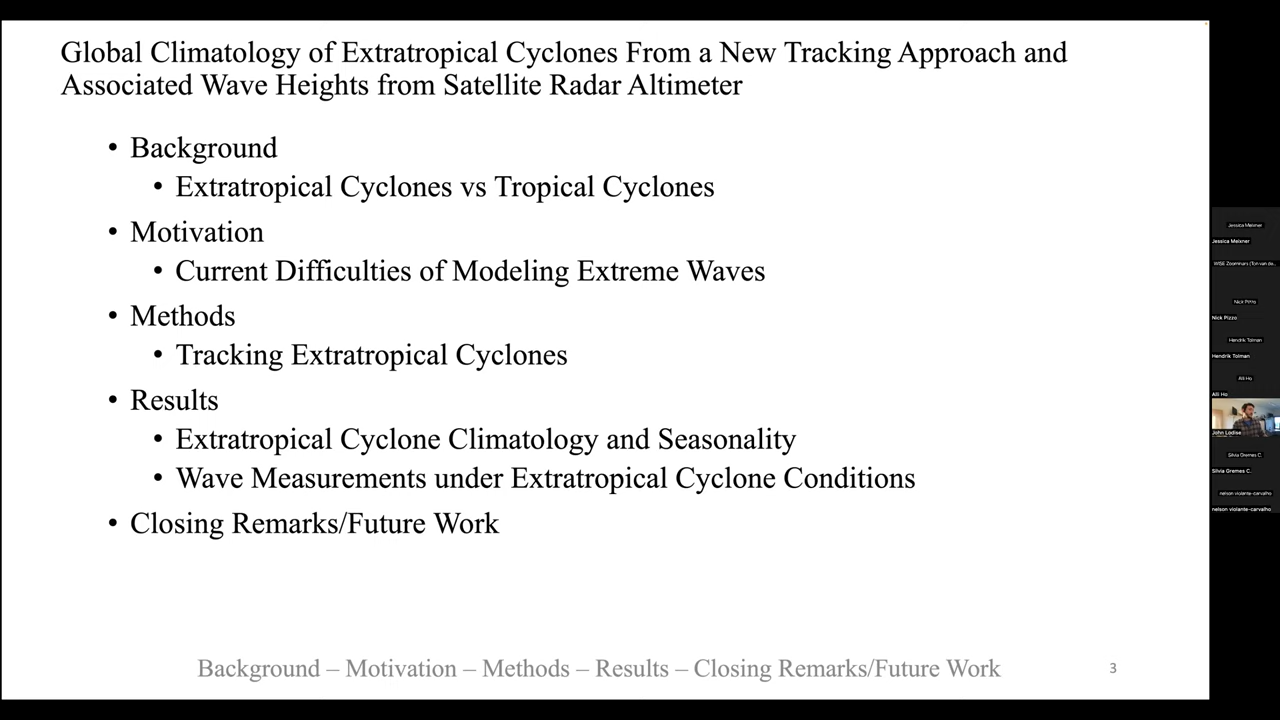 Global Climatology of Extratropical Cyclones From a New Tracking Approach and
Associated Wave Heights from Satellite Radar Altimeter
• Background
• Extratropical Cyclones vs Tropical Cyclones
• Motivation
• Current Difficulties of Modeling Extreme Waves
• Methods
• Tracking Extratropical Cyclones
• Results
• Extratropical Cyclone Climatology and Seasonality
• Wave Measurements under Extratropical Cyclone Conditions
• Closing Remarks/Future Work
Background – Motivation – Methods – Results – Closing Remarks/Future Work
3
Jessica Meixner
Jessica Meixner
WISE Zoominars
Nick Pizzo
Nick Pizzo
Hendrik Tolman
Hendrik Tolman
Alli Ho
Alli Ho
John Lodise
Silvia Gremes C.
Silvia Gremes C.
nelson violante-carvalho
nelson violante-carvalho